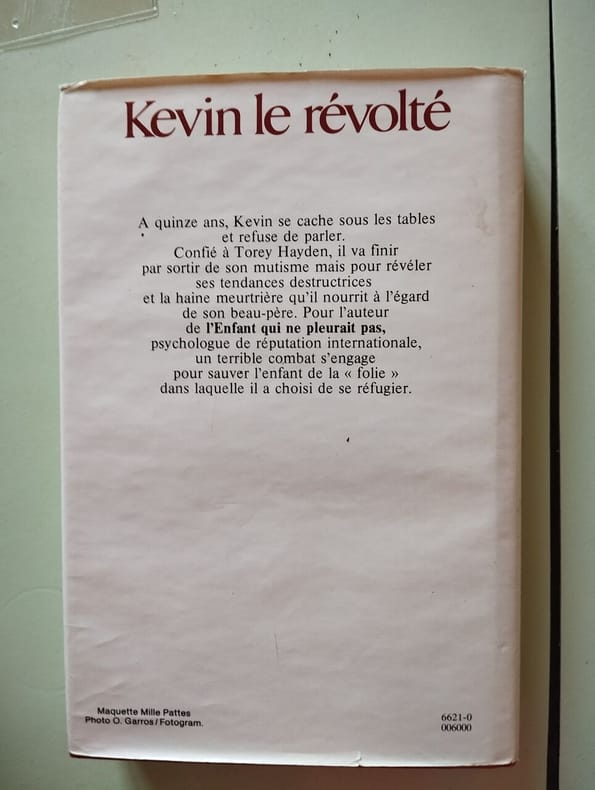 Kevin le révolté
A quinze ans, Kevin se cache sous les tables
et refuse de parler.
Confié à Torey Hayden, il va finir
par sortir de son mutisme mais pour révéler
ses tendances destructrices
et la haine meurtrière qu'il nourrit à l'égard
de son beau-père. Pour l'auteur
de l'Enfant qui ne pleurait pas,
psychologue de réputation internationale,
un terrible combat s'engage
pour sauver l'enfant de la « folie »
dans laquelle il a choisi de se réfugier.
Maquette Mille Pattes
Photo O. Garros/Fotogram.
6621-0
006000